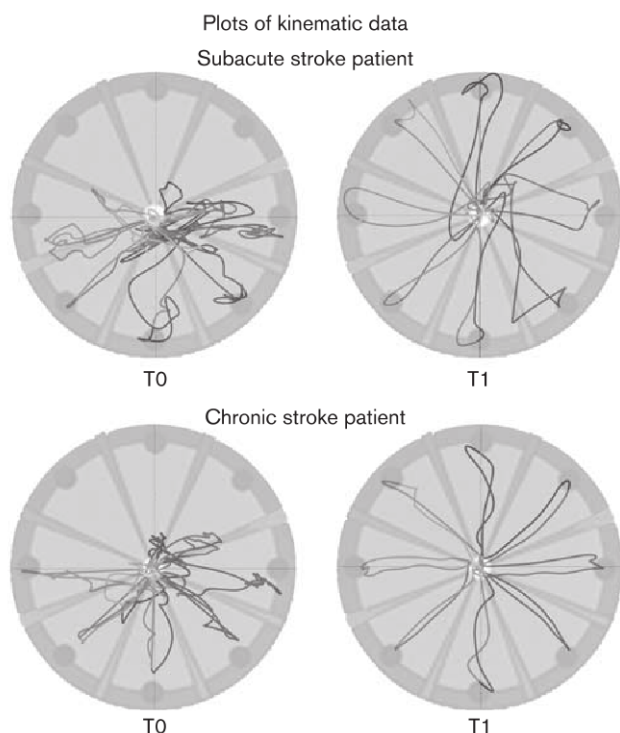 Plots of kinematic data
Subacute stroke patient
T0
T1
Chronic stroke patient
T0
T1